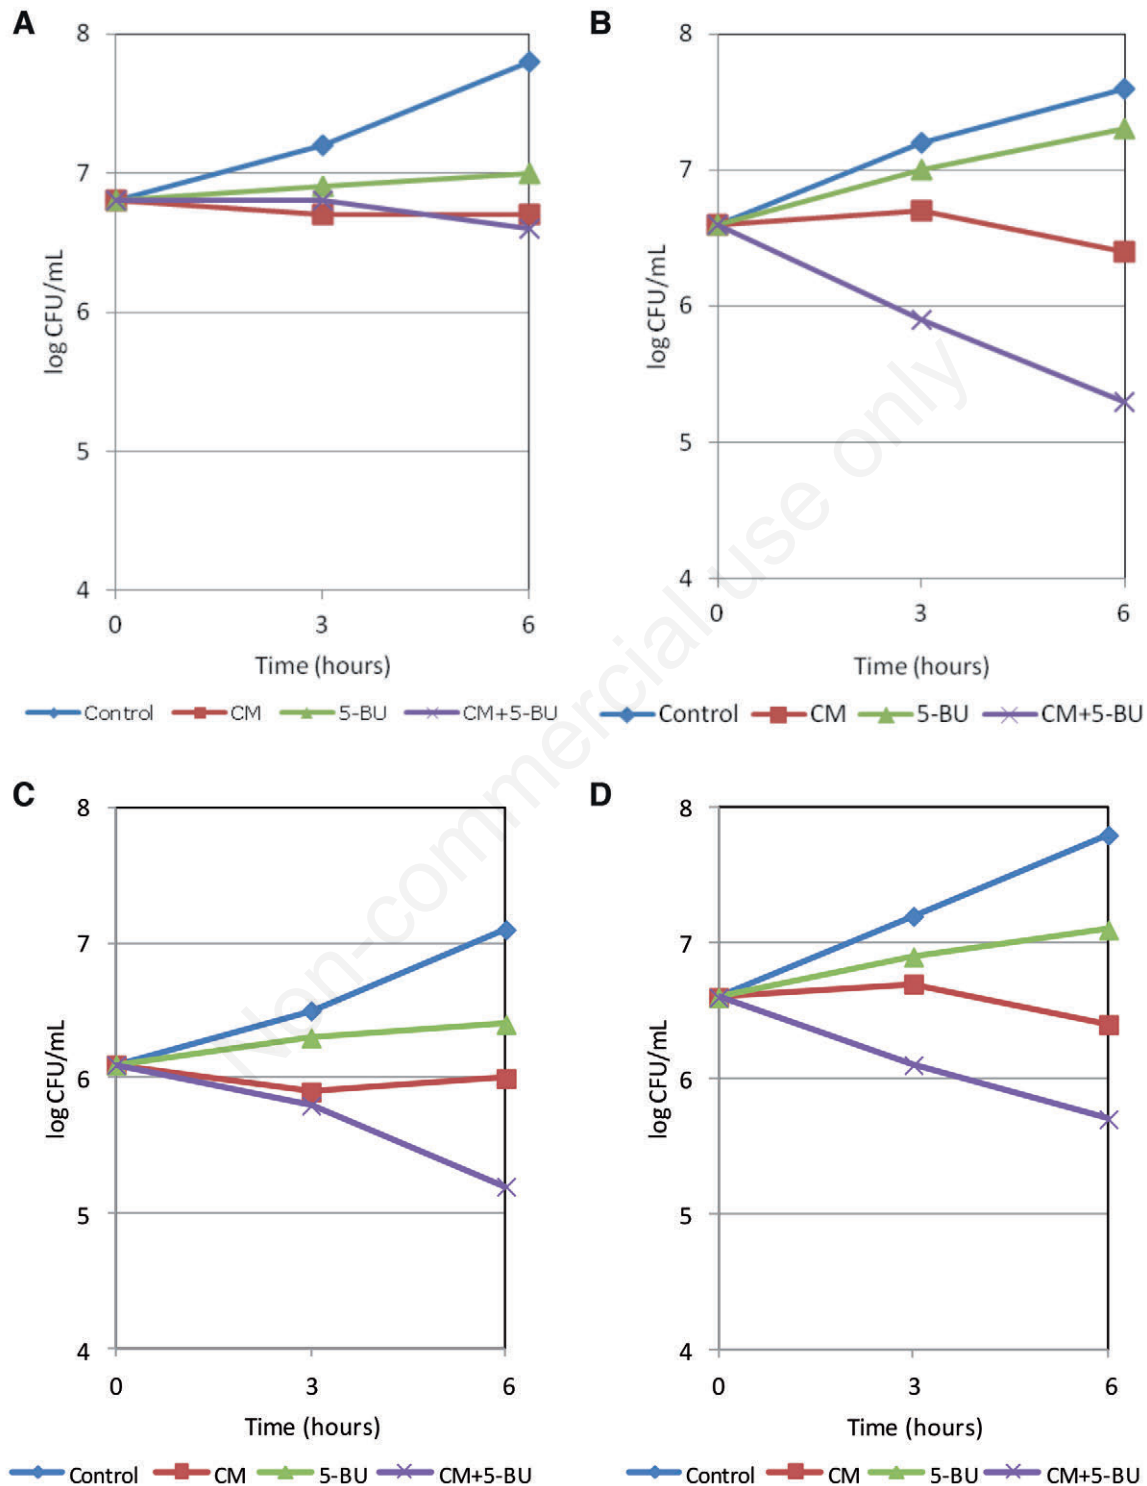 A
8
7
6
5
4
log CFU/mL
0 3 6
Time (hours)
Control CM 5-BU CM+5-BU
B
8
7
6
5
4
log CFU/mL
0 3 6
Time (hours)
Control CM 5-BU CM+5-BU
C
8
7
6
5
4
log CFU/mL
0 3 6
Time (hours)
Control CM 5-BU CM+5-BU
D
8
7
6
5
4
log CFU/mL
0 3 6
Time (hours)
Control CM 5-BU CM+5-BU
Non-commercial use only